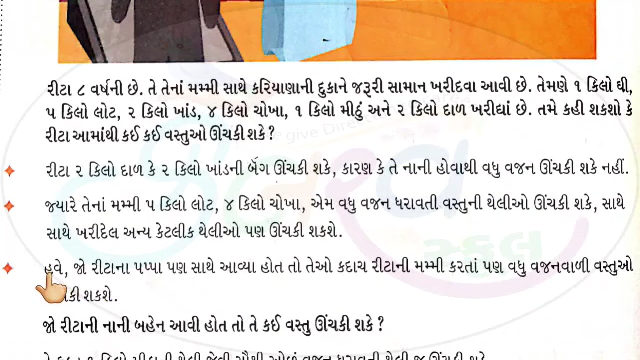 રીટા ૮ વર્ષની છે. તે તેનાં મમ્મી સાથે કરિયાણાની દુકાને જરૂરી સામાન ખરીદવા આવી છે. તેમણે ૧ કિલો ઘી,
૫ કિલો લોટ, ૨ કિલો ખાંડ, ૪ કિલો ચોખા, ૧ કિલો મીઠું અને ૨ કિલો દાળ ખરીદ્યાં છે. તમે કહી શકશો કે
રીટા આમાંથી કઈ કઈ વસ્તુઓ ઊંચકી શકે?
રીટા ૨ કિલો દાળ કે ૨ કિલો ખાંડની બૅગ ઊંચકી શકે, કારણ કે તે નાની હોવાથી વધુ વજન ઊંચકી શકે નહીં.
જ્યારે તેનાં મમ્મી ૫ કિલો લોટ, ૪ કિલો ચોખા, એમ વધુ વજન ધરાવતી વસ્તુની થેલીઓ ઊંચકી શકે, સાથે
સાથે ખરીદેલ અન્ય કેટલીક થેલીઓ પણ ઊંચકી શકશે.
હવે, જો રીટાના પપ્પા પણ સાથે આવ્યા હોત તો તેઓ કદાચ રીટાની મમ્મી કરતાં પણ વધુ વજનવાળી વસ્તુઓ
શકશે.
જો રીટાની નાની બહેન આવી હોત તો તે કઈ વસ્તુ ઊંચકી શકે?